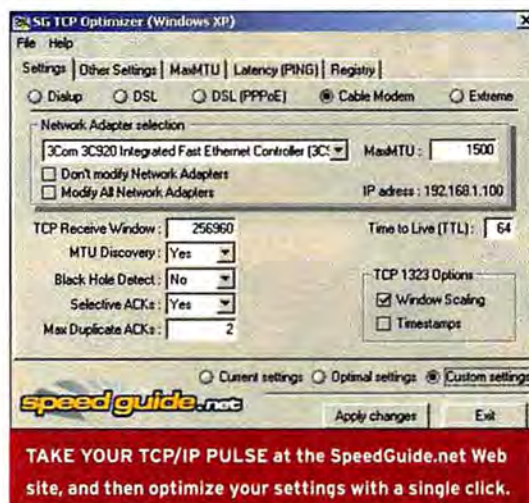 SG TCP Optimizer (Windows XP)
File Help
Settings Other Settings MaxMTU Latency (PING) Registry
Dialup DSL DSL (PPPoE) Cable Modem Extreme
Network Adapter selection
3Com 3C920 Integrated Fast Ethernet Controller (3C9 MaxMTU : 1500
Don't modify Network Adapters
Modify All Network Adapters IP adress : 192.168.1.100
TCP Receive Window : 256960 Time to Live (TTL) : 64
MTU Discovery : Yes
Black Hole Detect : No TCP 1323 Options
Selective ACKs : Yes Window Scaling
Max Duplicate ACKs : 2 Timestamps
Current settings Optimal settings Custom settings
speedguide.net
Apply changes Exit
TAKE YOUR TCP/IP PULSE at the SpeedGuide.net Web
site, and then optimize your settings with a single click.